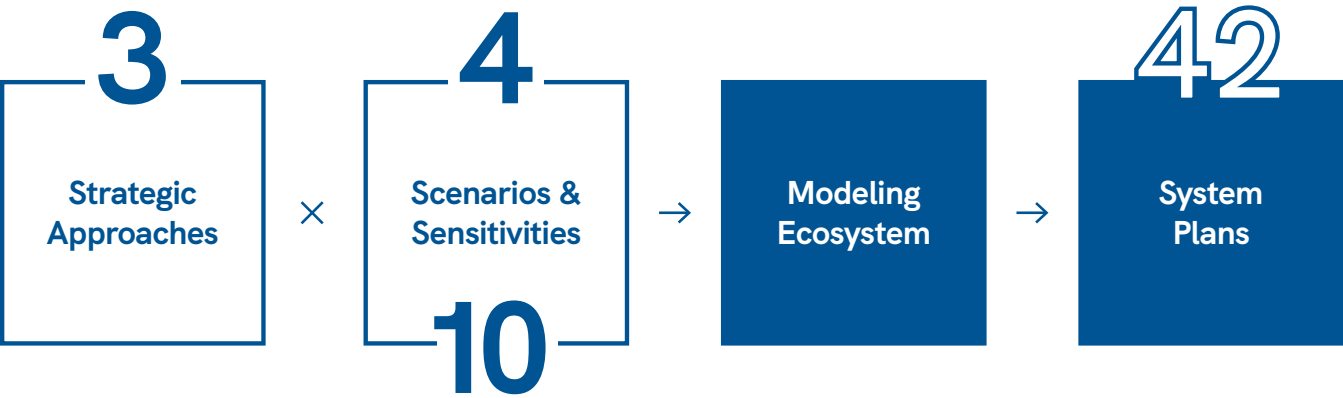 3
Strategic
Approaches
×
4
Scenarios &
Sensitivities
10
→
Modeling
Ecosystem
→
42
System
Plans